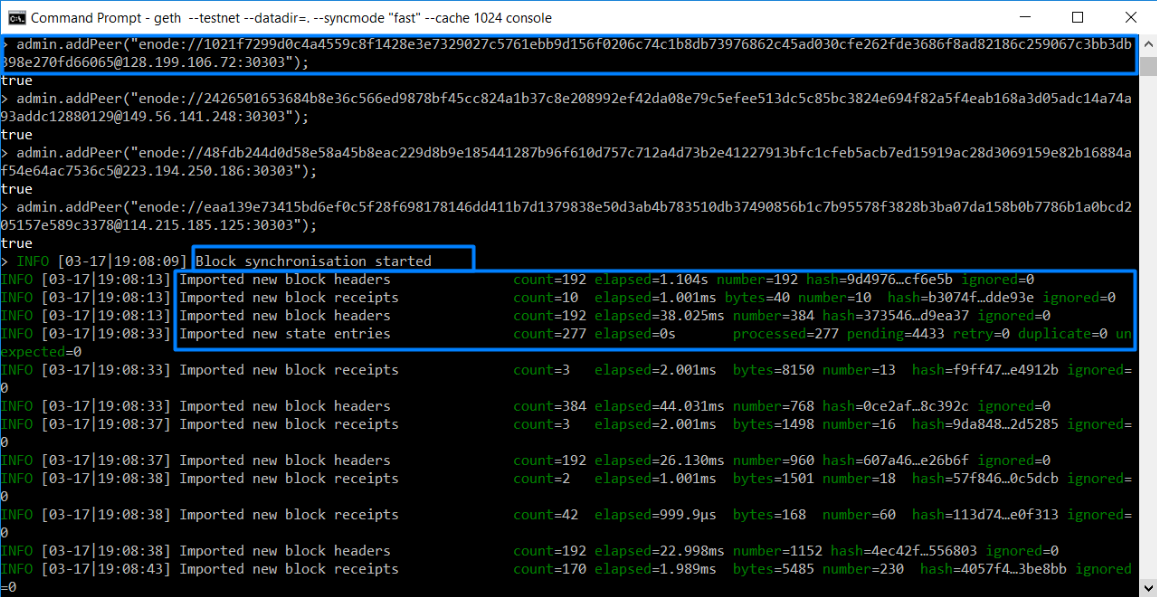 Command Prompt - geth --testnet --datadir=. --syncmode "fast" --cache 1024 console
> admin.addPeer("enode://1021f7299d0c4a4559c8f1428e3e7329027c5761ebb9d156f0206c74c1b8db73976862c45ad030cfe262fde3686f8ad82186c259067c3bb3db
398e270fd66065@128.199.106.72:30303");
true
> admin.addPeer("enode://2426501653684b8e36c566ed9878bf45cc824a1b37c8e208992ef42da08e79c5efee513dc5c85bc3824e694f82a5f4eab168a3d05adc14a74a
93addc12880129@149.56.141.248:30303");
true
> admin.addPeer("enode://48fdb244d0d58e58a45b8eac229d8b9e185441287b96f610d757c712a4d73b2e41227913bfc1cfeb5acb7ed15919ac28d3069159e82b16884a
f54e64ac7536c5@223.194.250.186:30303");
true
> admin.addPeer("enode://eaa139e73415bd6ef0c5f28f698178146dd411b7d1379838e50d3ab4b783510db37490856b1c7b95578f3828b3ba07da158b0b7786b1a0bcd2
05157e589c3378@114.215.185.125:30303");
true
> INFO [03-17|19:08:09] Block synchronisation started
INFO [03-17|19:08:13] Imported new block headers count=192 elapsed=1.104s number=192 hash=9d4976…cf6e5b ignored=0
INFO [03-17|19:08:13] Imported new block receipts count=10 elapsed=1.001ms bytes=40 number=10 hash=b3074f…dde93e ignored=0
INFO [03-17|19:08:13] Imported new block headers count=192 elapsed=38.025ms number=384 hash=373546…d9ea37 ignored=0
INFO [03-17|19:08:33] Imported new state entries count=277 elapsed=0s processed=277 pending=4433 retry=0 duplicate=0 un
expected=0
INFO [03-17|19:08:33] Imported new block receipts count=3 elapsed=2.001ms bytes=8150 number=13 hash=f9ff47…e4912b ignored=
0
INFO [03-17|19:08:33] Imported new block headers count=384 elapsed=44.031ms number=768 hash=0ce2af…8c392c ignored=0
INFO [03-17|19:08:37] Imported new block receipts count=3 elapsed=2.001ms bytes=1498 number=16 hash=9da848…2d5285 ignored=
0
INFO [03-17|19:08:37] Imported new block headers count=192 elapsed=26.130ms number=960 hash=607a46…e26b6f ignored=0
INFO [03-17|19:08:38] Imported new block receipts count=2 elapsed=1.001ms bytes=1501 number=18 hash=57f846…0c5dcb ignored=
0
INFO [03-17|19:08:38] Imported new block receipts count=42 elapsed=999.9µs bytes=168 number=60 hash=113d74…e0f313 ignored=
0
INFO [03-17|19:08:38] Imported new block headers count=192 elapsed=22.998ms number=1152 hash=4ec42f…556803 ignored=0
INFO [03-17|19:08:43] Imported new block receipts count=170 elapsed=1.989ms bytes=5485 number=230 hash=4057f4…3be8bb ignored
=0